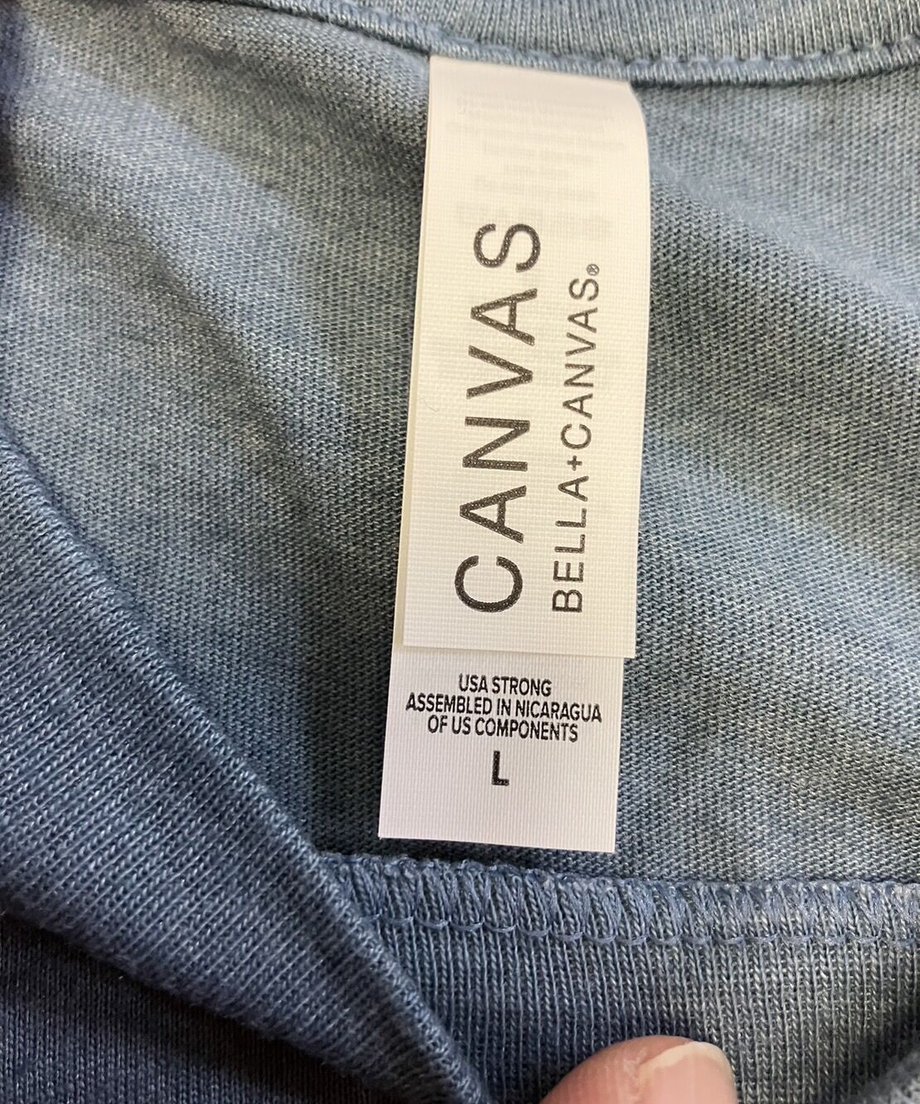 CANVAS
BELLA+CANVAS®
USA STRONG
ASSEMBLED IN NICARAGUA
OF US COMPONENTS
L